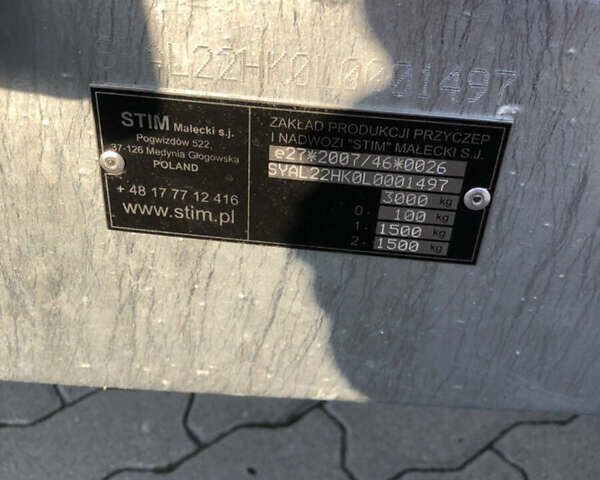 SYAL22HK0L0001497
STIM Małecki s.j.
Pogwizdów 522,
37-126 Medynia Głogowska
POLAND
+ 48 17 77 12 416
www.stim.pl
ZAKŁAD PRODUKCJI PRZYCZEP
I NADWOZI "STIM" MAŁECKI S.J.
e27*2007/46*0026
SYAL22HK0L0001497
3000 kg
0 - 100 kg
1 - 1500 kg
2 - 1500 kg